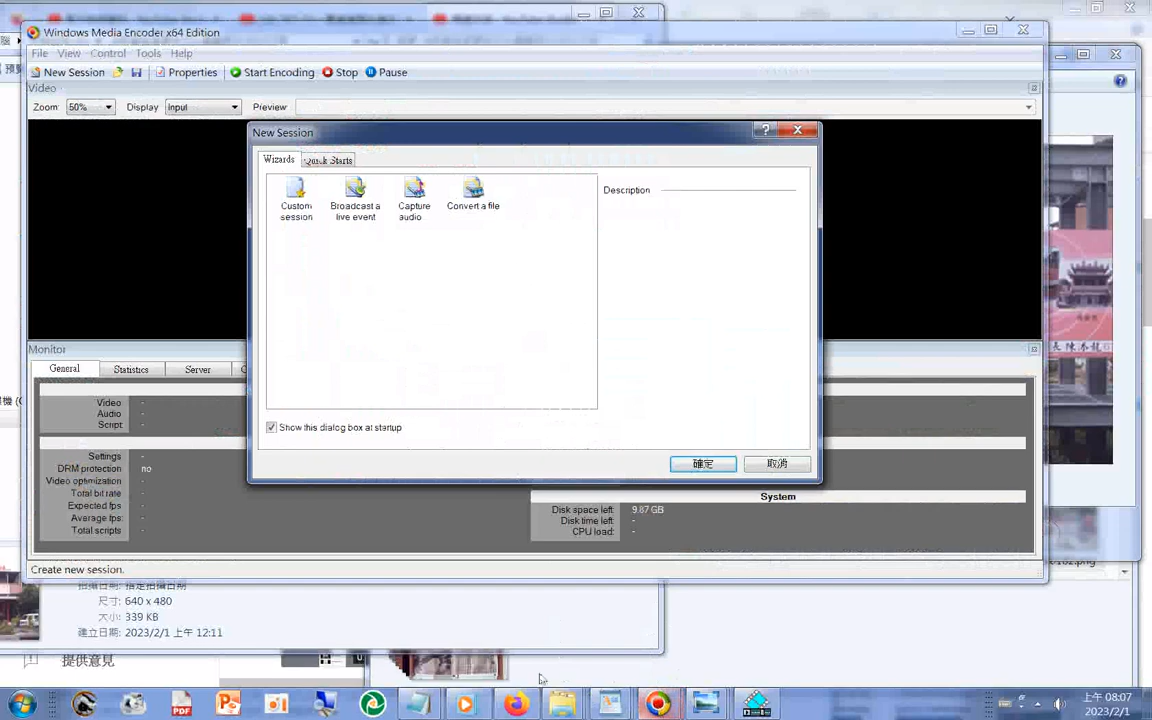 Windows Media Encoder x64 Edition
File View Control Tools Help
New Session Properties Start Encoding Stop Pause
Video
Zoom: 50% Display input Preview
New Session
Wizards Quick Starts
Custom session
Broadcast a live event
Capture audio
Convert a file
Description
Show this dialog box at startup
確定 取消
Monitor
General Statistics Server
Video -
Audio -
Script -
Settings -
DRM protection no
Video optimization -
Total bit rate -
Expected fps -
Average fps: -
Total scripts -
System
Disk space left: 9.87 GB
Disk time left: -
CPU load: -
Create new session.
尺寸: 640 x 480
大小: 339 KB
建立日期: 2023/2/1 上午 12:11
提供意見
上午 08:07
2023/2/1